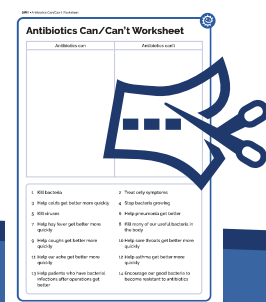 Antibiotics Can/Can't Worksheet
Antibiotics Can/Can't Worksheet
Antibiotics can
Antibiotics can't
1 Kill bacteria
2 Treat only symptoms
3 Help colds get better more quickly
4 Stop bacteria growing
5 Kill viruses
6 Help pneumonia get better
7 Help hay fever get better more
quickly
8 Kill many of our useful bacteria in
the body
9 Help coughs get better more
quickly
10 Help sore throats get better more
quickly
11 Help ear ache get better more
quickly
12 Help asthma get better more
quickly
13 Help patients who have bacterial
infections after operations get
better
14 Encourage our good bacteria to
become resistant to antibiotics